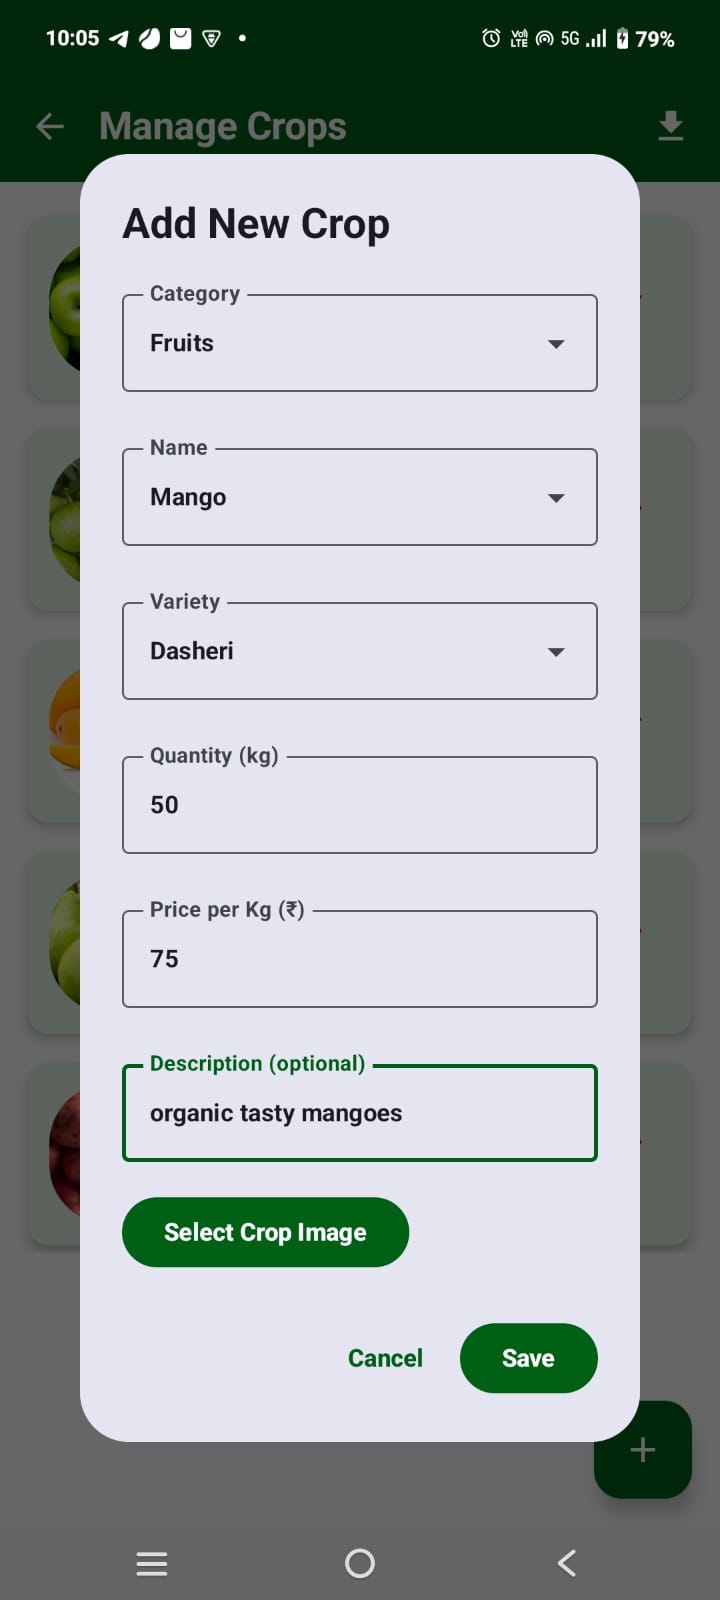 10:05
VoI) LTE
5G
79%
Manage Crops
Add New Crop
Category
Fruits
Name
Mango
Variety
Dasheri
Quantity (kg)
50
Price per Kg (₹)
75
Description (optional)
organic tasty mangoes
Select Crop Image
Cancel
Save